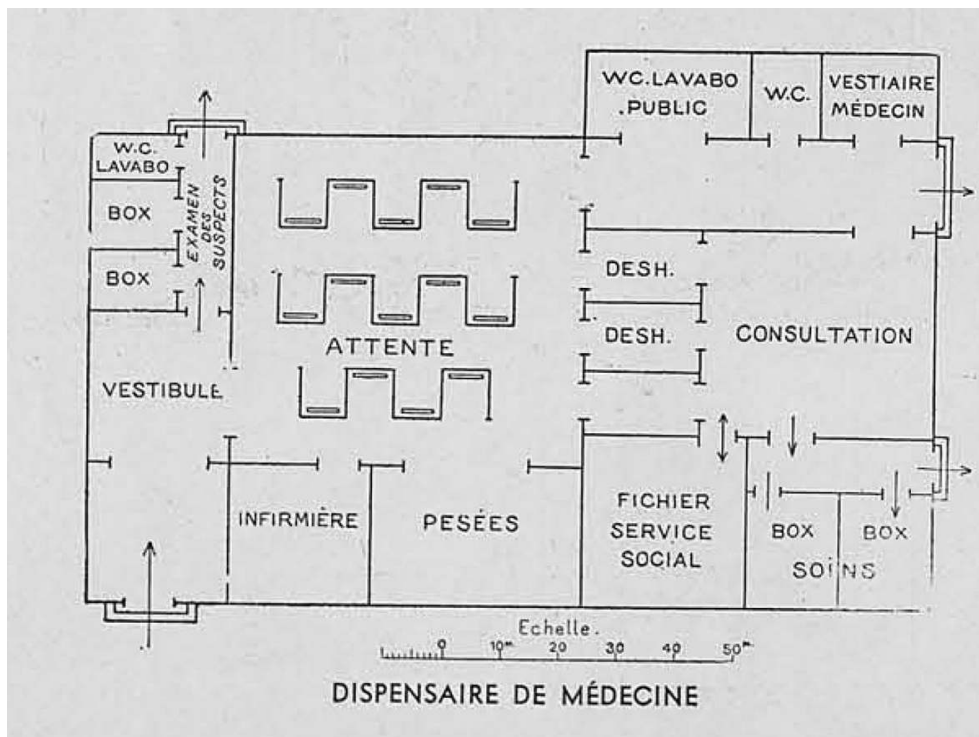 W.C. LAVABO
PUBLIC
W.C.
VESTIAIRE
MÉDECIN
W.C.
LAVABO
BOX
BOX
EXAMEN
DES
SUSPECTS
DESH.
DESH.
CONSULTATION
ATTENTE
VESTIBULE
INFIRMIÈRE
PESÉES
FICHIER
SERVICE
SOCIAL
BOX
BOX
SOINS
Echelle.
0 10m 20 30 40 50m
DISPENSAIRE DE MÉDECINE